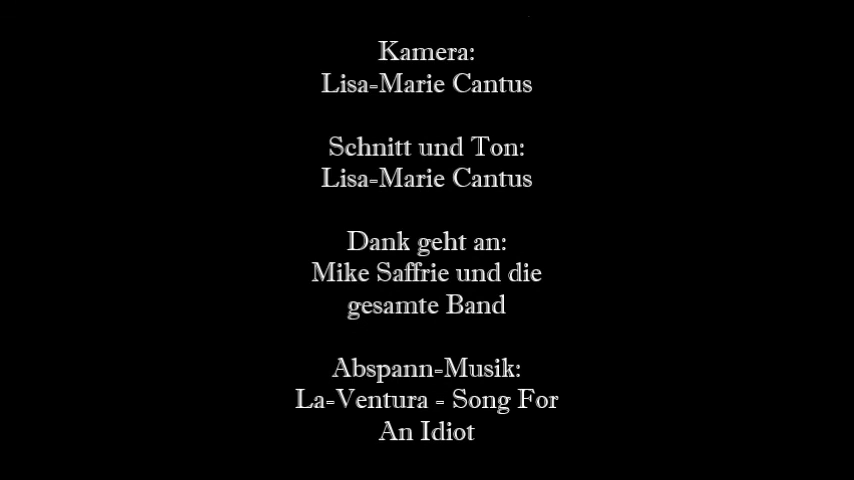 Kamera:
Lisa-Marie Cantus
Schnitt und Ton:
Lisa-Marie Cantus
Dank geht an:
Mike Saffrie und die
gesamte Band
Abspann-Musik:
La-Ventura - Song For
An Idiot